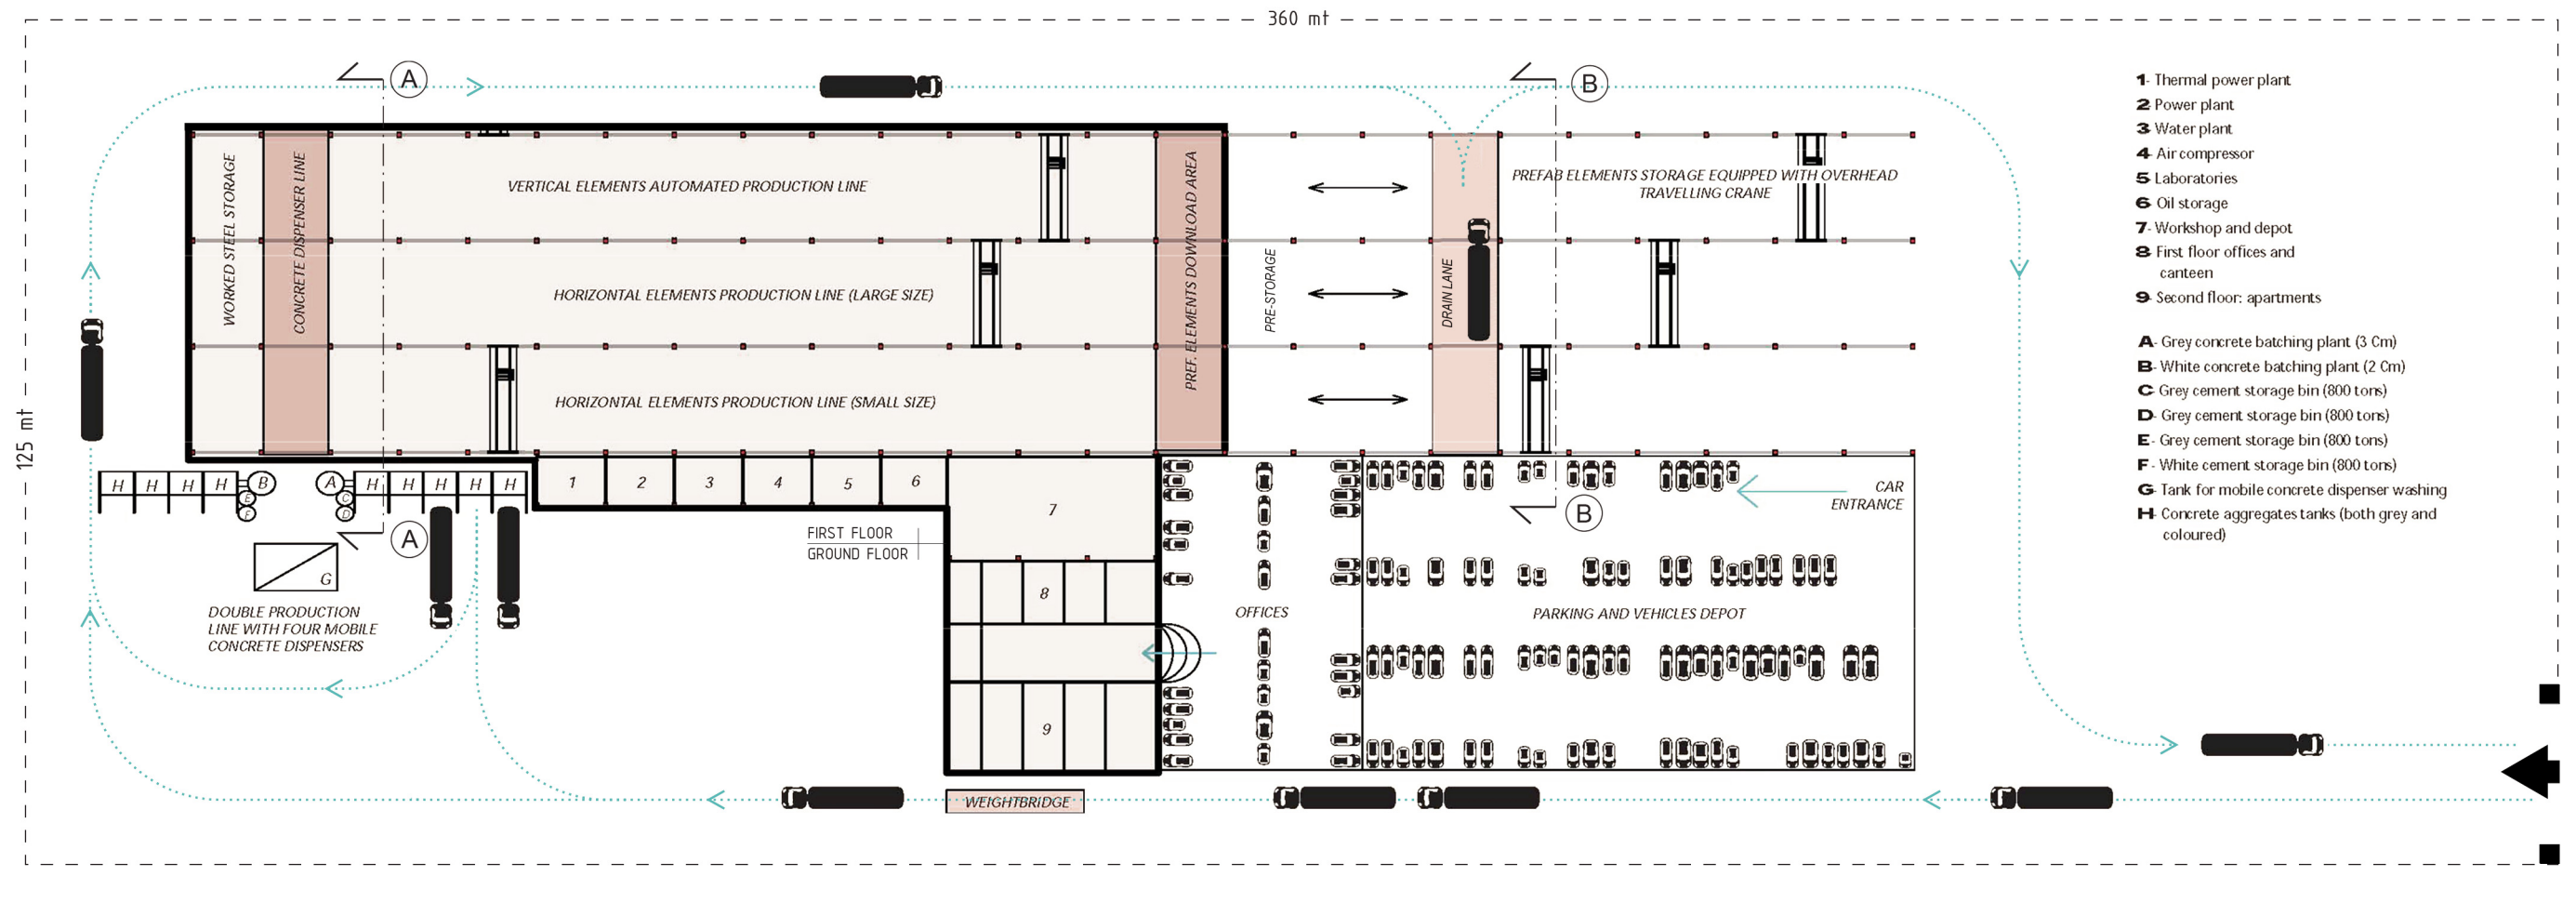 360 mt
125 mt
A
B
WORKED STEEL STORAGE
CONCRETE DISPENSER LINE
VERTICAL ELEMENTS AUTOMATED PRODUCTION LINE
HORIZONTAL ELEMENTS PRODUCTION LINE (LARGE SIZE)
HORIZONTAL ELEMENTS PRODUCTION LINE (SMALL SIZE)
PREF. ELEMENTS DOWNLOAD AREA
PRE-STORAGE
DRAIN LANE
PREFAB ELEMENTS STORAGE EQUIPPED WITH OVERHEAD
TRAVELLING CRANE
H H H H B
E
F
A H H H H H
C
D
A
B
G
DOUBLE PRODUCTION
LINE WITH FOUR MOBILE
CONCRETE DISPENSERS
1 2 3 4 5 6
7
FIRST FLOOR
GROUND FLOOR
8
9
OFFICES
CAR
ENTRANCE
PARKING AND VEHICLES DEPOT
WEIGHTBRIDGE
1- Thermal power plant
2 Power plant
3 Water plant
4- Air compressor
5 Laboratories
6 Oil storage
7- Workshop and depot
8 First floor offices and
canteen
9- Second floor: apartments
A- Grey concrete batching plant (3 Cm)
B- White concrete batching plant (2 Cm)
C- Grey cement storage bin (800 tons)
D- Grey cement storage bin (800 tons)
E- Grey cement storage bin (800 tons)
F- White cement storage bin (800 tons)
G- Tank for mobile concrete dispenser washing
H- Concrete aggregates tanks (both grey and
coloured)